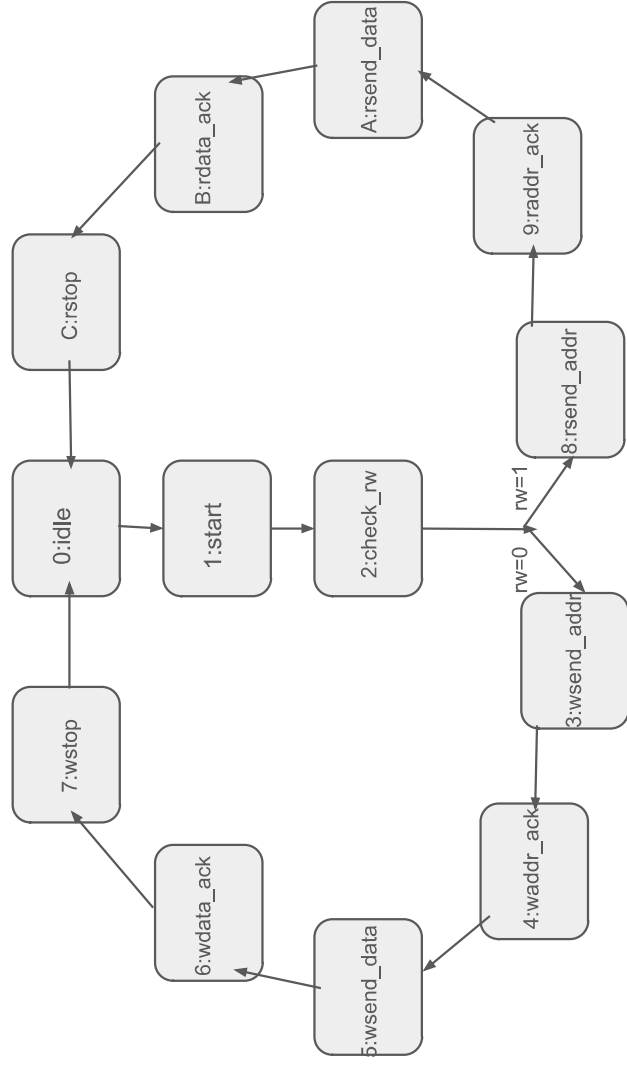 0:idle
1:start
2:check_rw
rw=0
rw=1
3:wsend_addr
4:waddr_ack
5:wsend_data
6:wdata_ack
7:wstop
8:rsend_addr
9:raddr_ack
A:rsend_data
B:rdata_ack
C:rstop